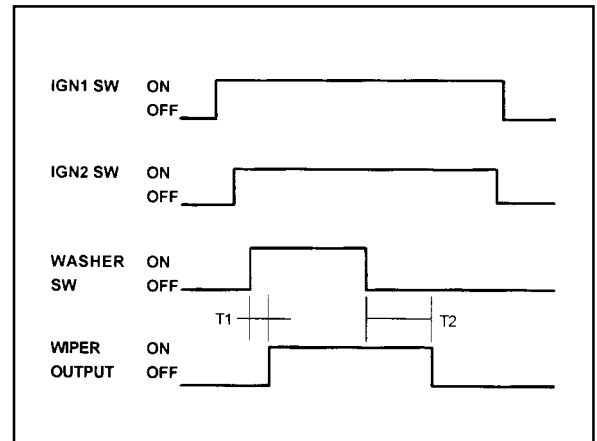 IGN1 SW ON
OFF
IGN2 SW ON
OFF
WASHER ON
SW OFF
T1 T2
WIPER ON
OUTPUT OFF